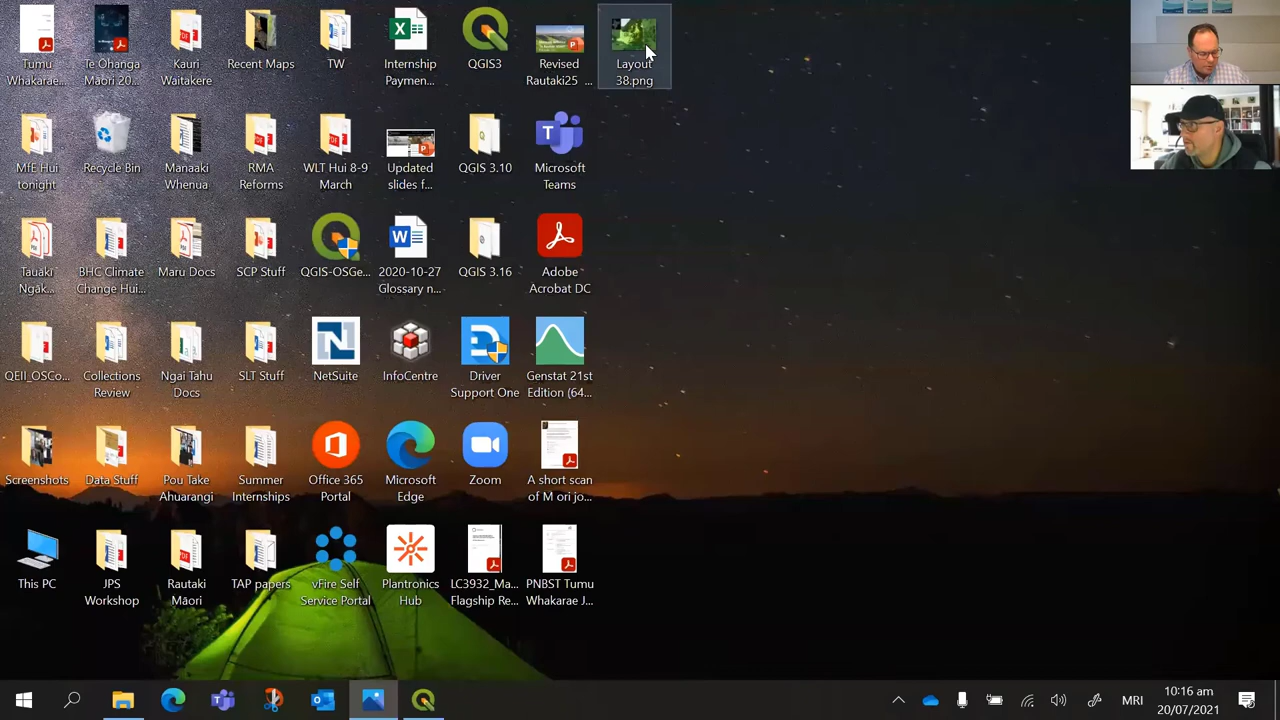 Tumu
Whakarae...
Te Ohanga
Maori 20...
Kauri
Waitakere
Recent Maps
TW
Internship
Paymen...
QGIS3
Revised
Rautaki25 ...
Layout
38.png
MfE Hui
tonight
Recycle Bin
Manaaki
Whenua
RMA
Reforms
WLT Hui 8-9
March
Updated
slides f...
QGIS 3.10
Microsoft
Teams
Tauāki
Ngāk...
BHC Climate
Change Hui...
Maru Docs
SCP Stuff
QGIS-OSGe...
2020-10-27
Glossary n...
QGIS 3.16
Adobe
Acrobat DC
QEII_OSCo...
Collections
Review
Ngai Tahu
Docs
SLT Stuff
NetSuite
InfoCentre
Driver
Support One
Genstat 21st
Edition (64...
Screenshots
Data Stuff
Pou Take
Ahuarangi
Summer
Internships
Office 365
Portal
Microsoft
Edge
Zoom
A short scan
of M ori jo...
This PC
JPS
Workshop
Rautaki
Māori
TAP papers
vFire Self
Service Portal
Plantronics
Hub
LC3932_Ma...
Flagship Re...
PNBST Tumu
Whakarae J...
MRI
10:16 am
20/07/2021